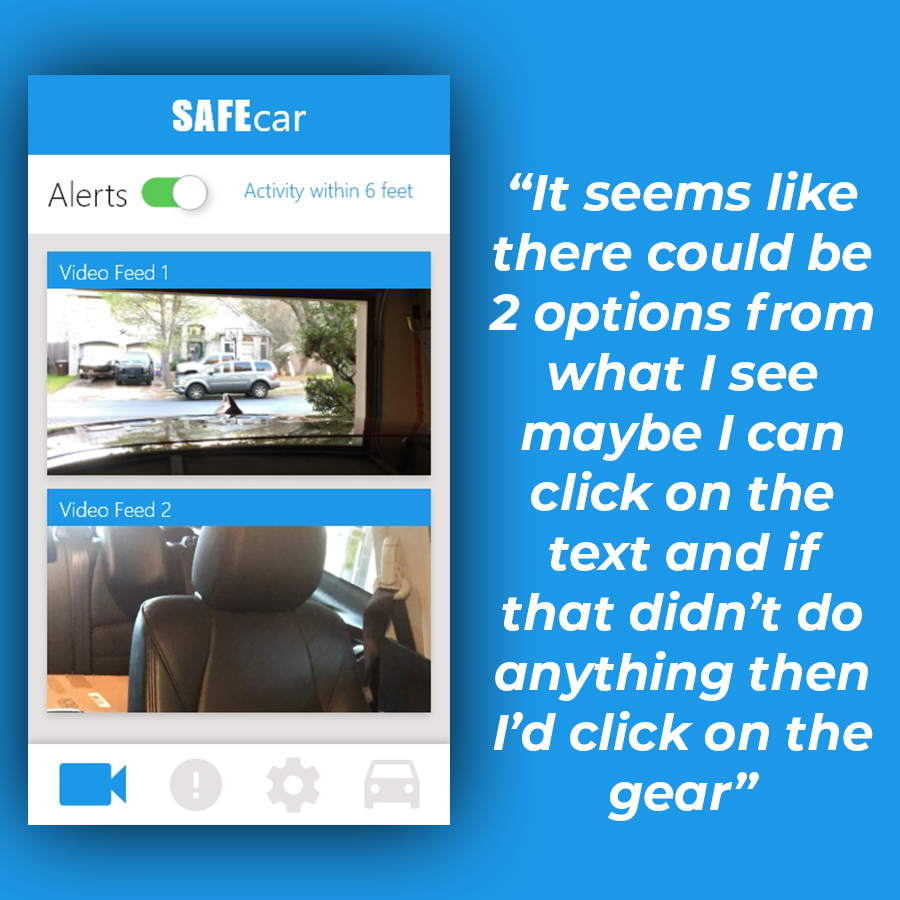 SAFEcar
Alerts
Activity within 6 feet
Video Feed 1
Video Feed 2
“It seems like
there could be
2 options from
what I see
maybe I can
click on the
text and if
that didn’t do
anything then
I’d click on the
gear”